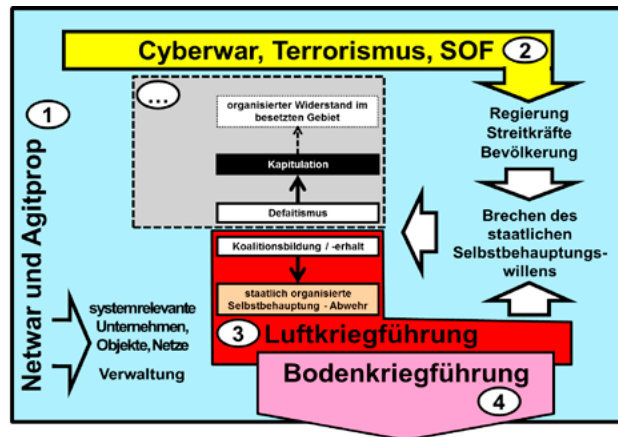 Cyberwar, Terrorismus, SOF 2
...
organisierter Widerstand im
besetzten Gebiet
1
Regierung
Streitkräfte
Bevölkerung
Kapitulation
Defaitismus
Netwar und Agitprop
Brechen des
staatlichen
Selbstbehauptungs-
willens
Koalitionsbildung / -erhalt
staatlich organisierte
Selbstbehauptung - Abwehr
systemrelevante
Unternehmen,
Objekte, Netze
Verwaltung
3 Luftkriegführung
Bodenkriegführung
4